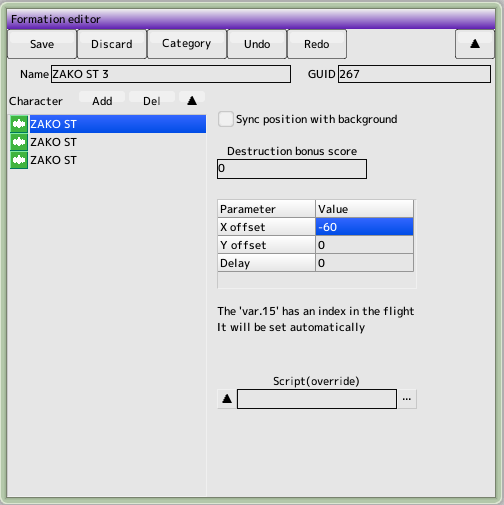 Formation editor
Save Discard Category Undo Redo ▲
Name ZAKO ST 3 GUID 267
Character Add Del ▲
ZAKO ST
ZAKO ST
ZAKO ST
Sync position with background
Destruction bonus score
0
Parameter Value
X offset -60
Y offset 0
Delay 0
The 'var.15' has an index in the flight
It will be set automatically
Script(override)
▲ ...